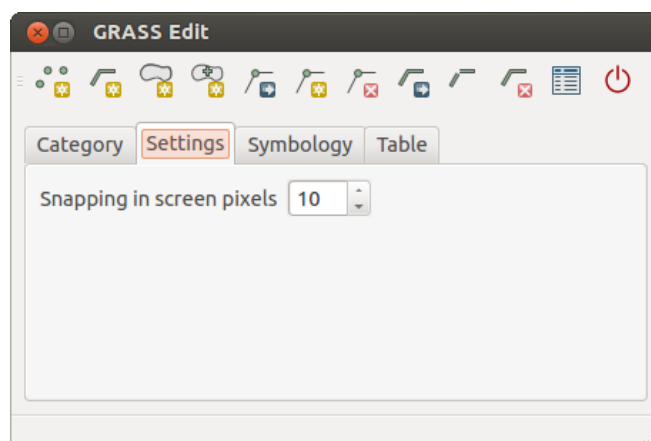 GRASS Edit
Category Settings Symbology Table
Snapping in screen pixels 10